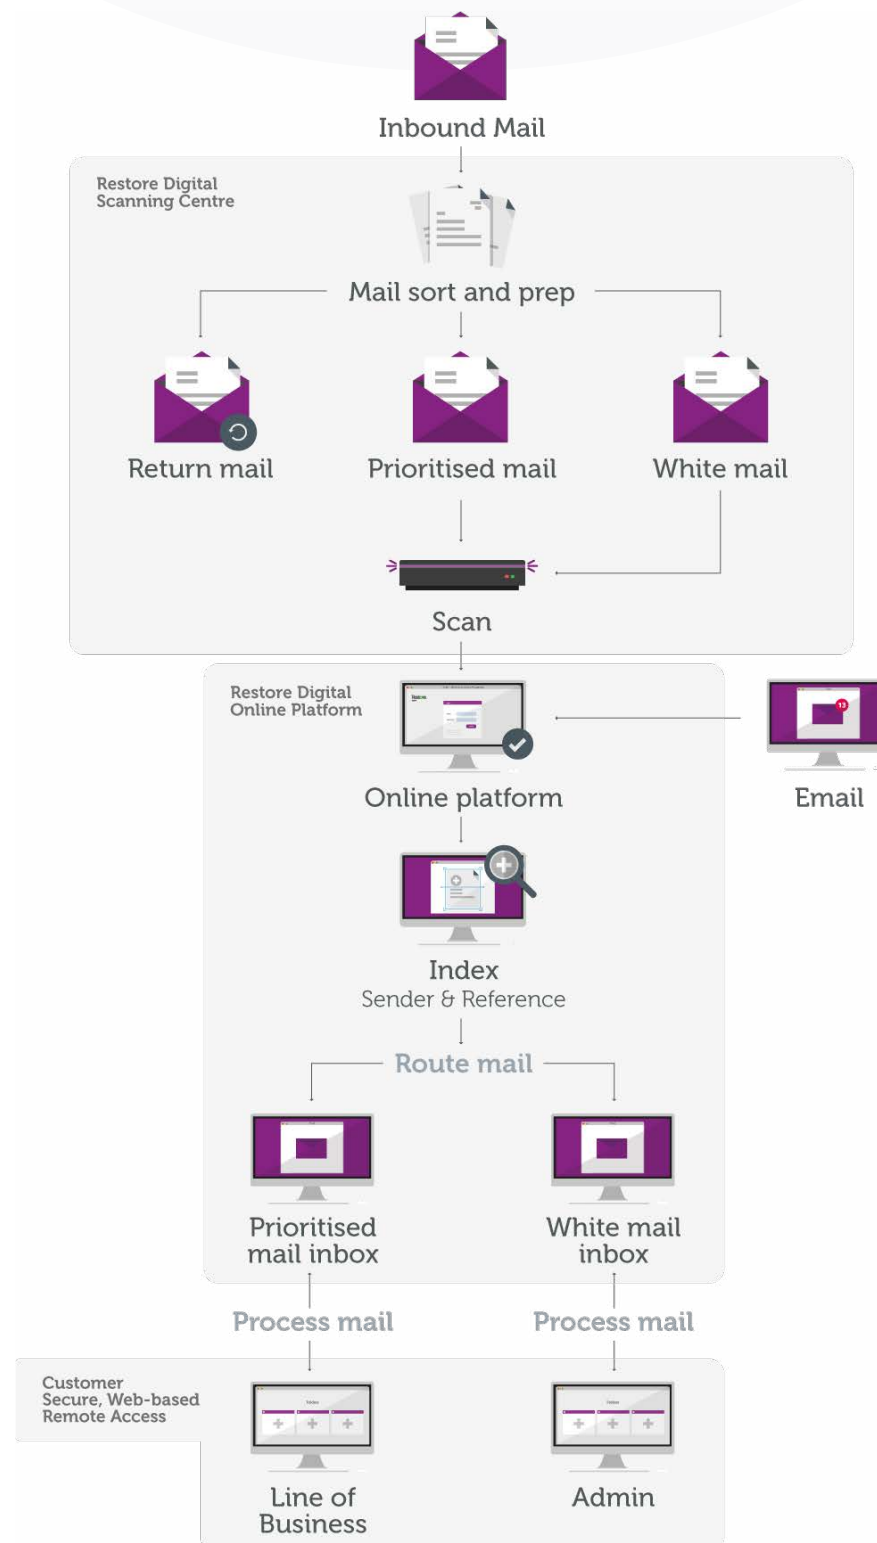 Inbound Mail
Restore Digital
Scanning Centre
Mail sort and prep
Return mail
Prioritised mail
White mail
Scan
Restore Digital
Online Platform
13
Online platform
Email
Index
Sender & Reference
Route mail
Prioritised
mail inbox
White mail
inbox
Process mail
Process mail
Customer
Secure, Web-based
Remote Access
Line of
Business
Admin